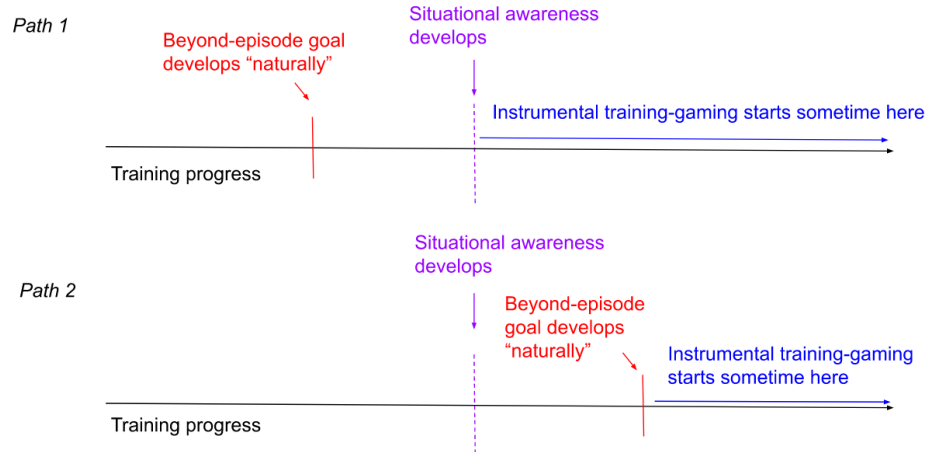 Path 1
Situational awareness
develops
Beyond-episode goal
develops “naturally”
Instrumental training-gaming starts sometime here
Training progress
Situational awareness
develops
Path 2
Beyond-episode
goal develops
“naturally”
Instrumental training-gaming
starts sometime here
Training progress